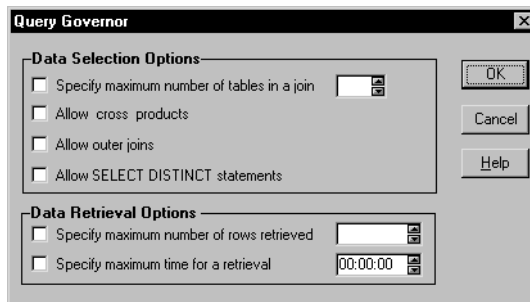 Query Governor
Data Selection Options
Specify maximum number of tables in a join
Allow cross products
Allow outer joins
Allow SELECT DISTINCT statements
Data Retrieval Options
Specify maximum number of rows retrieved
Specify maximum time for a retrieval 00:00:00
OK
Cancel
Help